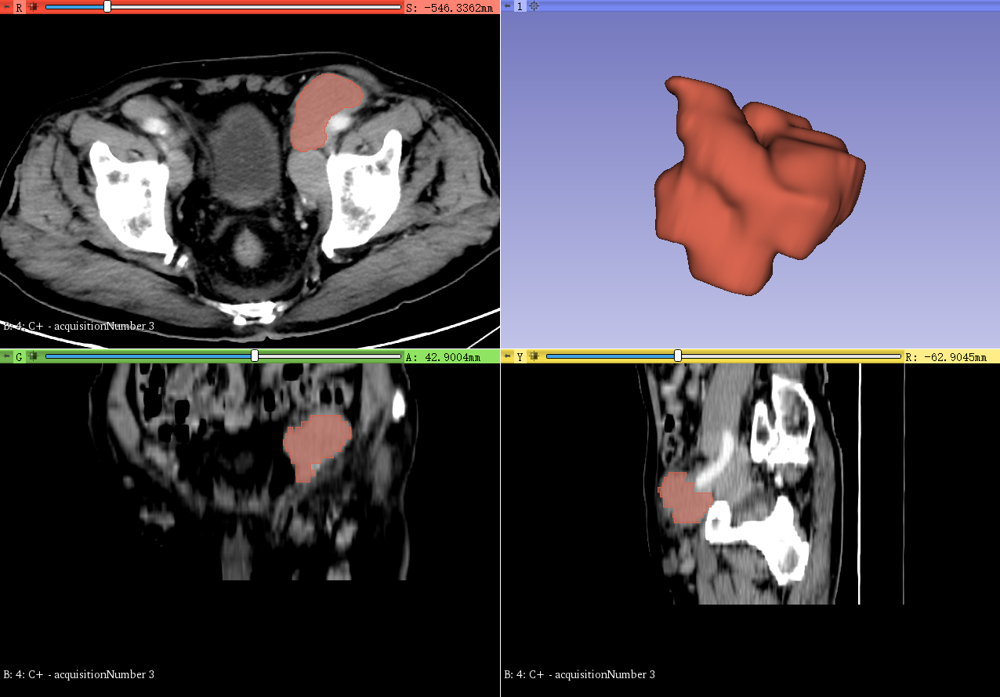 R
S: -546.3362mm
1
B: 4: C+ - acquisitionNumber 3
G
A: 42.9004mm
Y
R: -62.9045mm
B: 4: C+ - acquisitionNumber 3
B: 4: C+ - acquisitionNumber 3